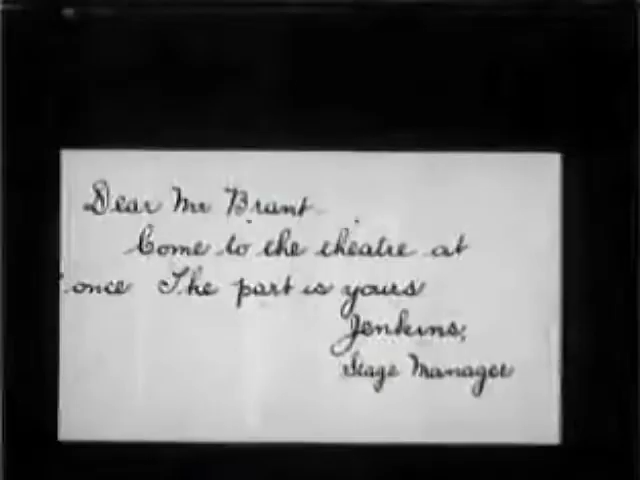 Dear Mr Brant
Come to the theatre at
once The part is yours
Jenkins,
Stage Manager